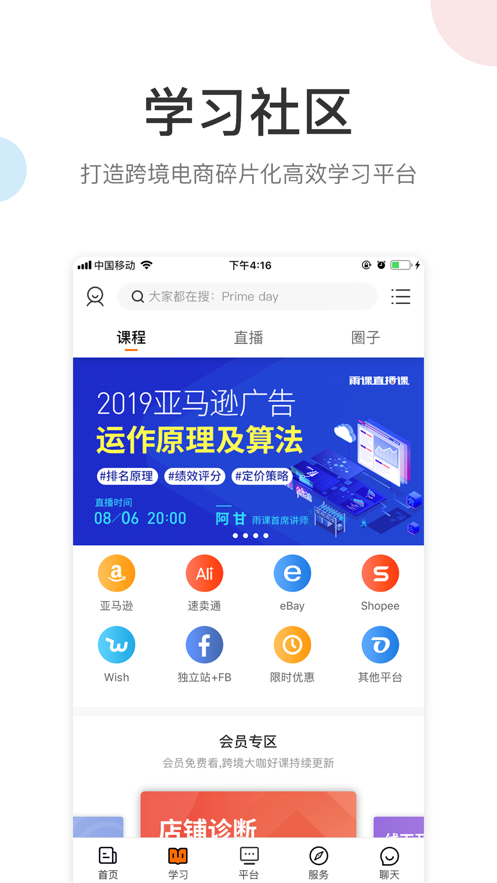 学习社区
打造跨境电商碎片化高效学习平台
中国移动 下午4:16
大家都在搜：Prime day
课程 直播 圈子
雨课直播课
2019亚马逊广告
运作原理及算法
#排名原理 #绩效评分 #定价策略
直播时间
08/06 20:00 阿甘 雨课首席讲师
亚马逊 速卖通 eBay Shopee
Wish 独立站+FB 限时优惠 其他平台
会员专区
会员免费看,跨境大咖好课持续更新
店铺诊断
首页 学习 平台 服务 聊天